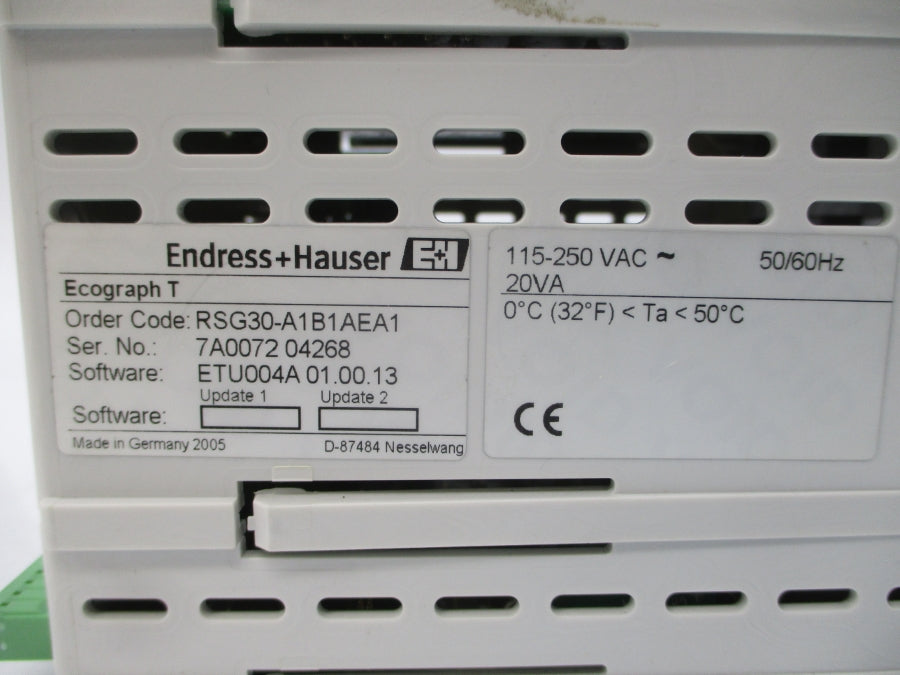 Endress+Hauser E+H
Ecograph T
Order Code: RSG30-A1B1AEA1
Ser. No.: 7A0072 04268
Software: ETU004A 01.00.13
Update 1 Update 2
Software:
Made in Germany 2005 D-87484 Nesselwang
115-250 VAC ~ 50/60Hz
20VA
0°C (32°F) < Ta < 50°C
CE